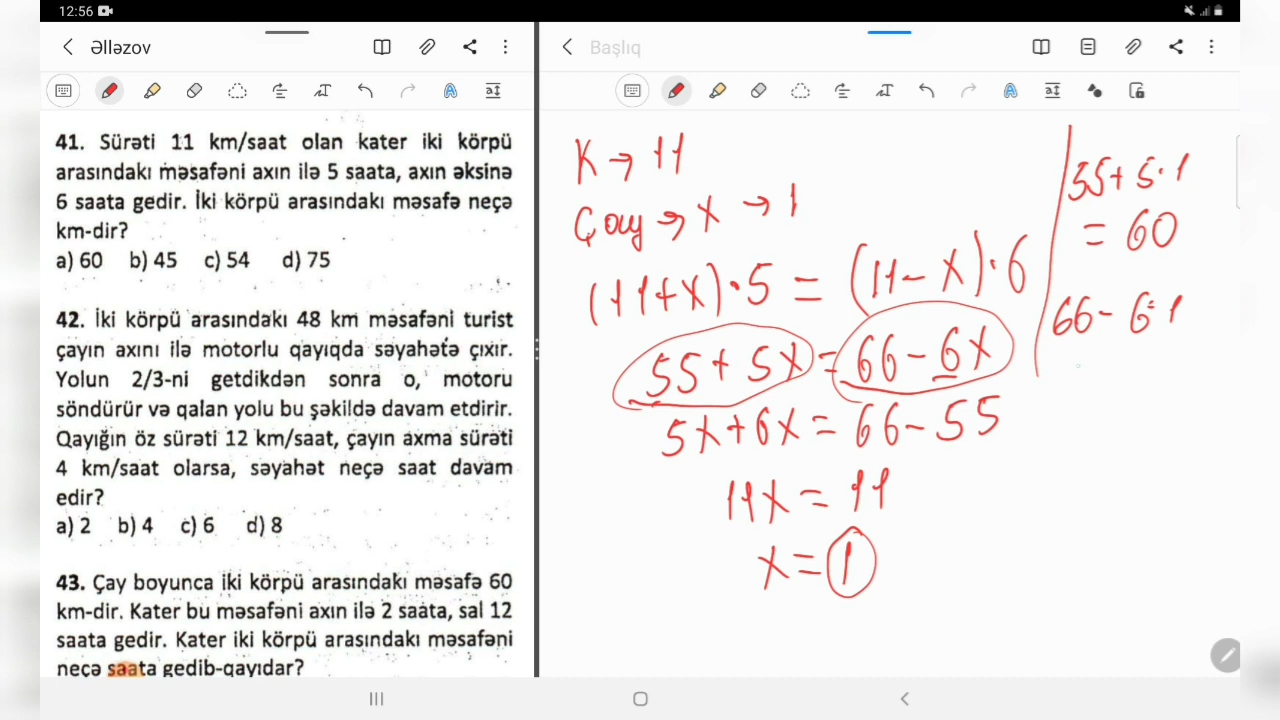 12:56
Əlləzov
Başlıq
41. Sürəti 11 km/saat olan kater iki körpü
arasındakı məsafəni axın ilə 5 saata, axın əksinə
6 saata gedir. İki körpü arasındakı məsafə neçə
km-dir?
a) 60 b) 45 c) 54 d) 75
42. İki körpü arasındakı 48 km məsafəni turist
çayın axını ilə motorlu qayıqda səyahətə çıxır.
Yolun 2/3-ni getdikdən sonra o, motoru
söndürür və qalan yolu bu şəkildə davam etdirir.
Qayığın öz sürəti 12 km/saat, çayın axma sürəti
4 km/saat olarsa, səyahət neçə saat davam
edir?
a) 2 b) 4 c) 6 d) 8
43. Çay boyunca iki körpü arasındakı məsafə 60
km-dir. Kater bu məsafəni axın ilə 2 saata, sal 12
saata gedir. Kater iki körpü arasındakı məsafəni
neçə saata gedib-qayıdar?
K → 11
Çay → x → 1
(11+x)·5 = (11-x)·6
55+5x = 66-6x
5x+6x = 66-55
11x = 11
x = 1
55+5·1
= 60
66-6·1